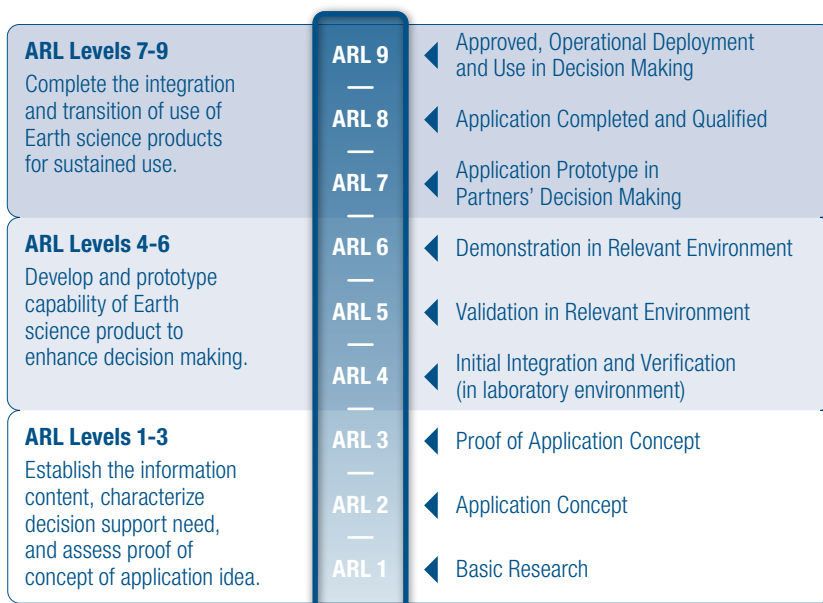 ARL Levels 7-9
Complete the integration
and transition of use of
Earth science products
for sustained use.
ARL 9
Approved, Operational Deployment
and Use in Decision Making
ARL 8
Application Completed and Qualified
ARL 7
Application Prototype in
Partners’ Decision Making
ARL Levels 4-6
Develop and prototype
capability of Earth
science product to
enhance decision making.
ARL 6
Demonstration in Relevant Environment
ARL 5
Validation in Relevant Environment
ARL 4
Initial Integration and Verification
(in laboratory environment)
ARL Levels 1-3
Establish the information
content, characterize
decision support need,
and assess proof of
concept of application idea.
ARL 3
Proof of Application Concept
ARL 2
Application Concept
ARL 1
Basic Research